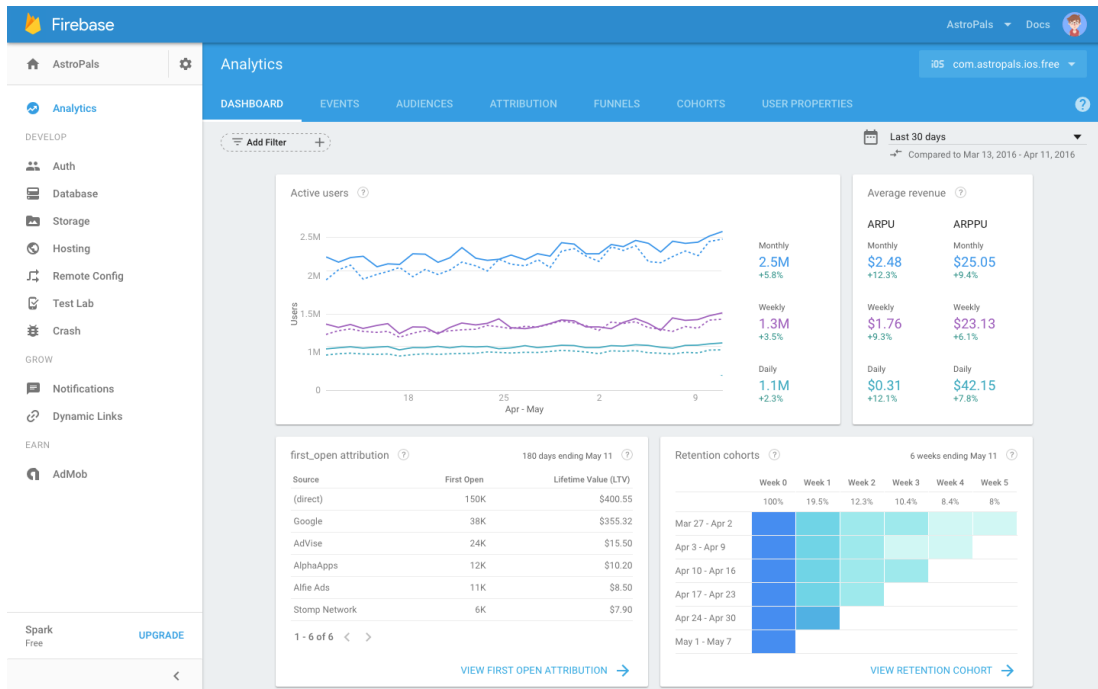 Firebase
AstroPals
Docs
AstroPals
Analytics
DEVELOP
Auth
Database
Storage
Hosting
Remote Config
Test Lab
Crash
GROW
Notifications
Dynamic Links
EARN
AdMob
Spark
Free
UPGRADE
Analytics
iOS com.astropals.ios.free
DASHBOARD EVENTS AUDIENCES ATTRIBUTION FUNNELS COHORTS USER PROPERTIES
?
Add Filter +
Last 30 days
Compared to Mar 13, 2016 - Apr 11, 2016
Active users ?
2.5M
2M
1.5M
1M
0
Users
18 25 2 9
Apr - May
Monthly
2.5M
+5.8%
Weekly
1.3M
+3.5%
Daily
1.1M
+2.3%
Average revenue ?
ARPU ARPPU
Monthly Monthly
$2.48 $25.05
+12.3% +9.4%
Weekly Weekly
$1.76 $23.13
+9.3% +6.1%
Daily Daily
$0.31 $42.15
+12.1% +7.8%
first_open attribution ? 180 days ending May 11 ?
Source First Open Lifetime Value (LTV)
(direct) 150K $400.55
Google 38K $355.32
AdVise 24K $15.50
AlphaApps 12K $10.20
Alfie Ads 11K $8.50
Stomp Network 6K $7.90
1 - 6 of 6
VIEW FIRST OPEN ATTRIBUTION
Retention cohorts ? 6 weeks ending May 11 ?
Week 0 Week 1 Week 2 Week 3 Week 4 Week 5
100% 19.5% 12.3% 10.4% 8.4% 8%
Mar 27 - Apr 2
Apr 3 - Apr 9
Apr 10 - Apr 16
Apr 17 - Apr 23
Apr 24 - Apr 30
May 1 - May 7
VIEW RETENTION COHORT